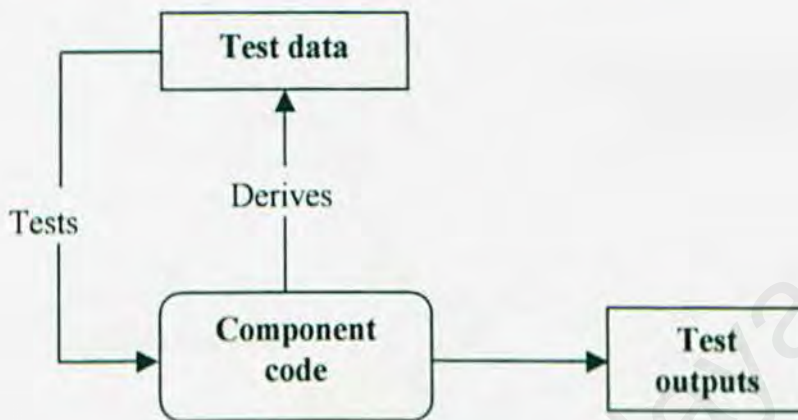 Test data
Derives
Tests
Component
code
Test
outputs